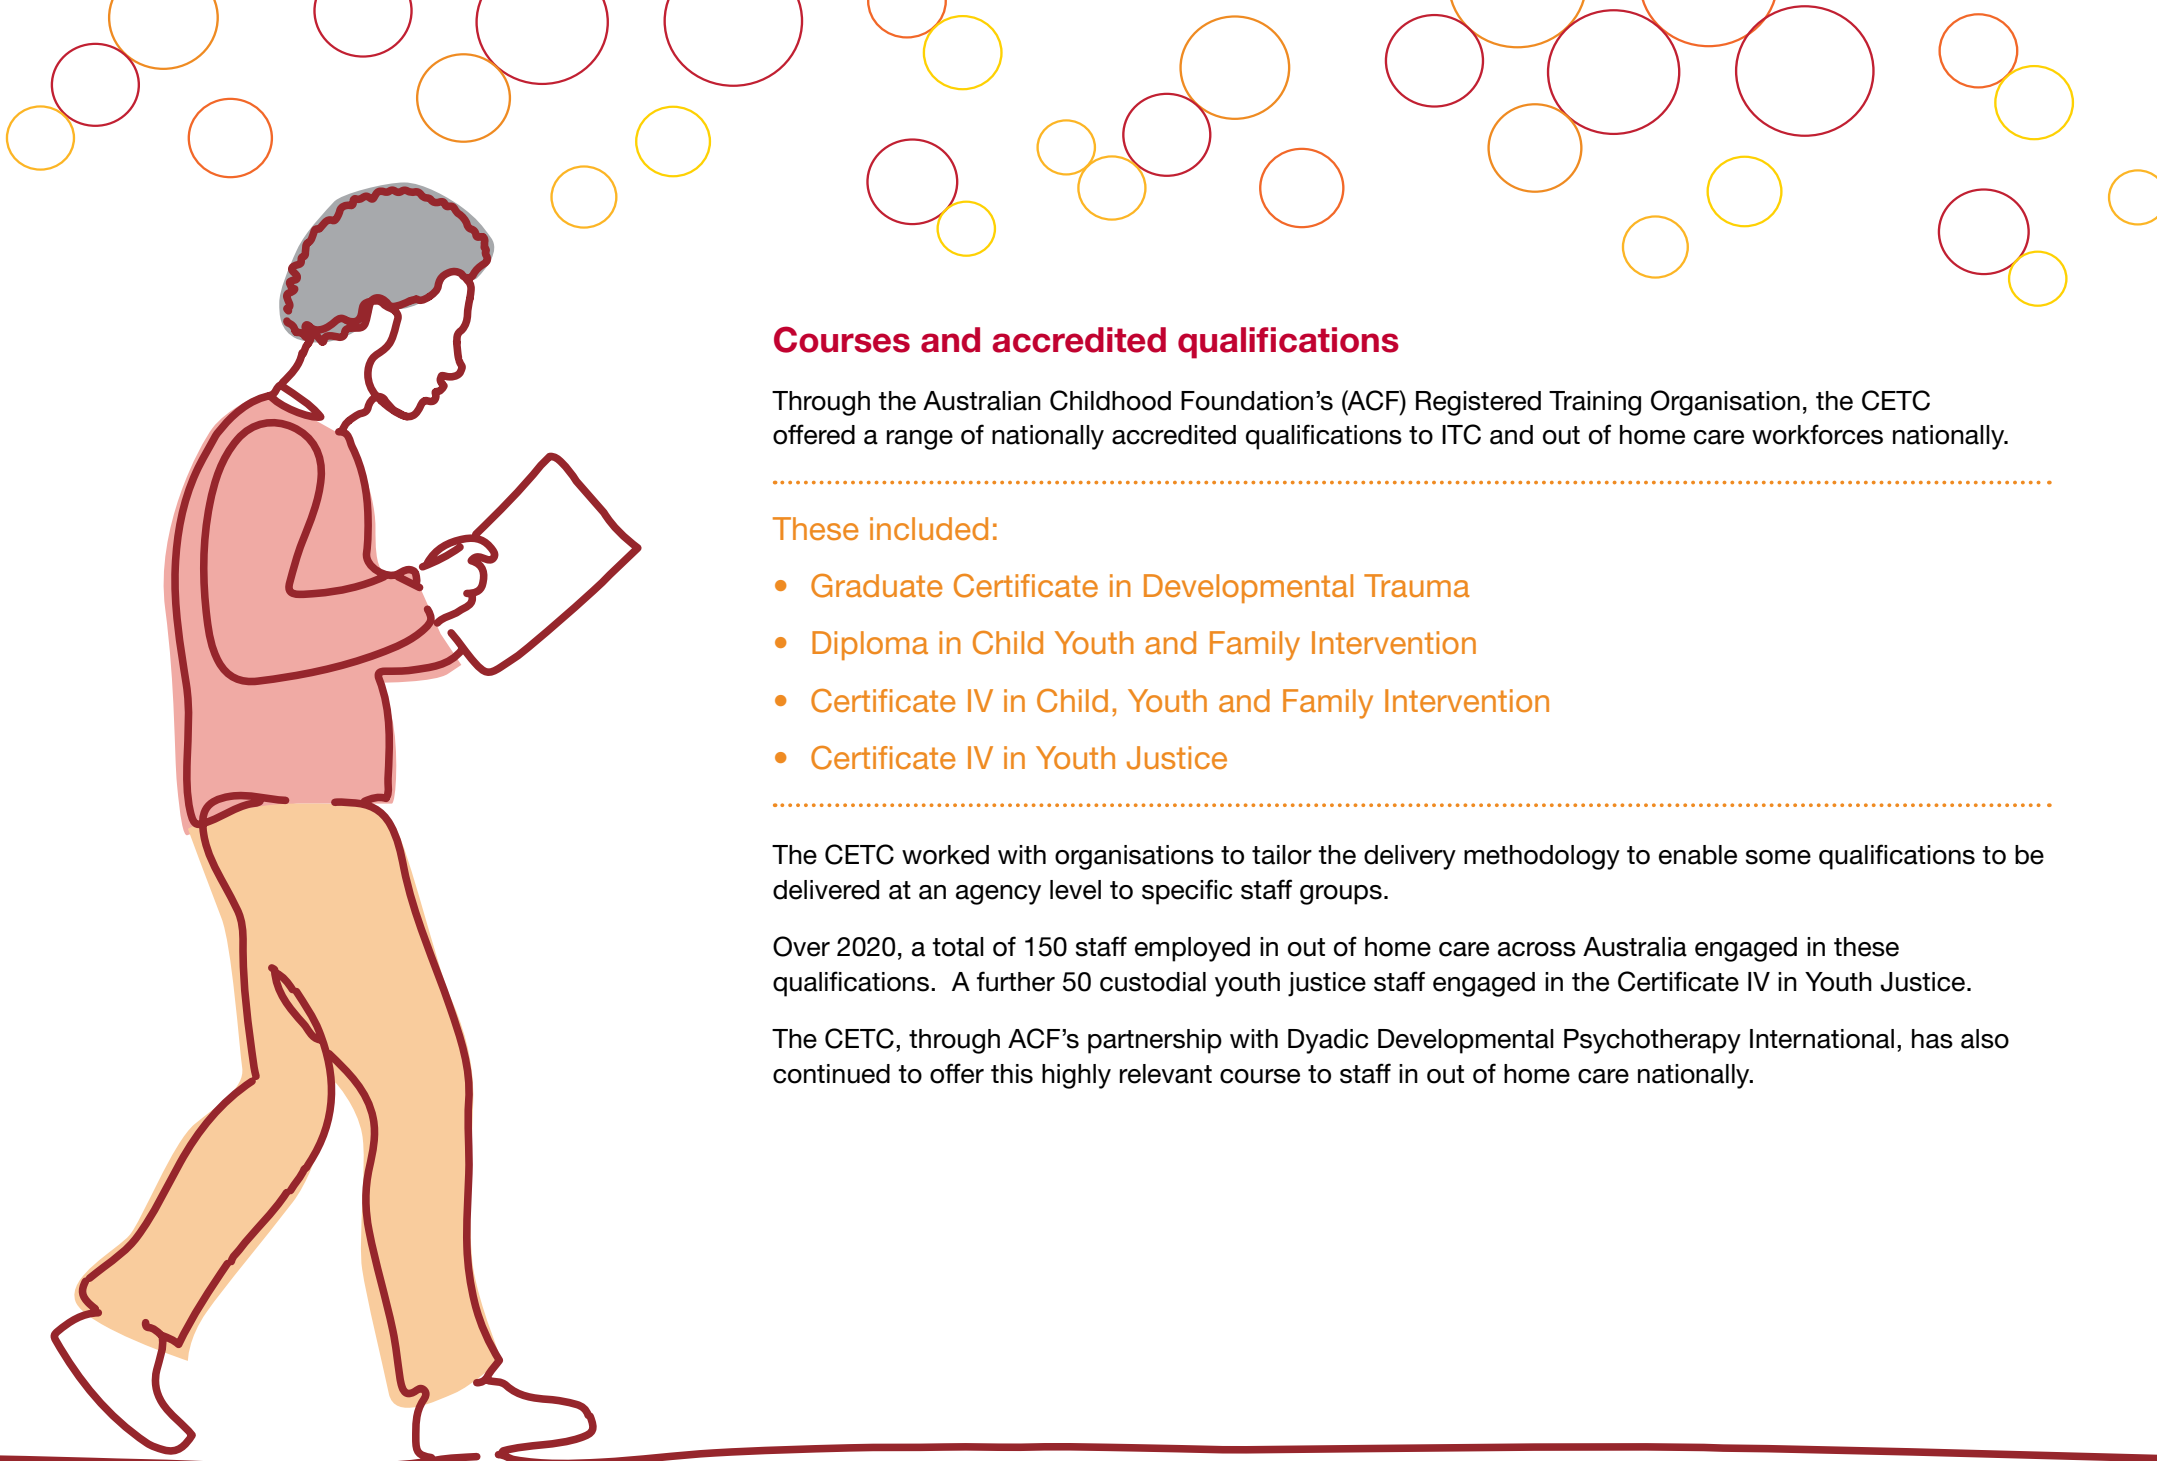 Courses and accredited qualifications
Through the Australian Childhood Foundation’s (ACF) Registered Training Organisation, the CETC
offered a range of nationally accredited qualifications to ITC and out of home care workforces nationally.
These included:
• Graduate Certificate in Developmental Trauma
• Diploma in Child Youth and Family Intervention
• Certificate IV in Child, Youth and Family Intervention
• Certificate IV in Youth Justice
The CETC worked with organisations to tailor the delivery methodology to enable some qualifications to be
delivered at an agency level to specific staff groups.
Over 2020, a total of 150 staff employed in out of home care across Australia engaged in these
qualifications.  A further 50 custodial youth justice staff engaged in the Certificate IV in Youth Justice.
The CETC, through ACF’s partnership with Dyadic Developmental Psychotherapy International, has also
continued to offer this highly relevant course to staff in out of home care nationally.